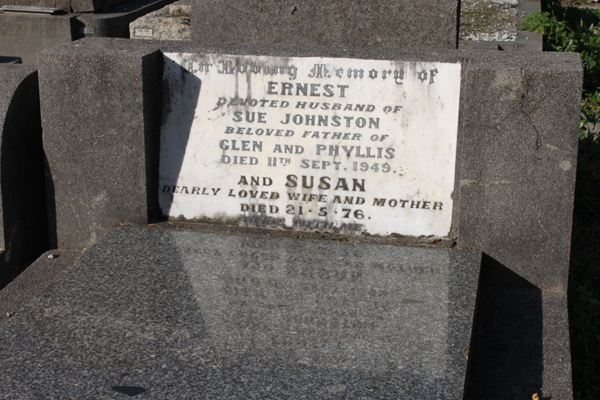 In Loving Memory of
ERNEST
DEVOTED HUSBAND OF
SUE JOHNSTON
BELOVED FATHER OF
GLEN AND PHYLLIS
DIED 11TH SEPT. 1949.
AND SUSAN
DEARLY LOVED WIFE AND MOTHER
DIED 21·5·76.